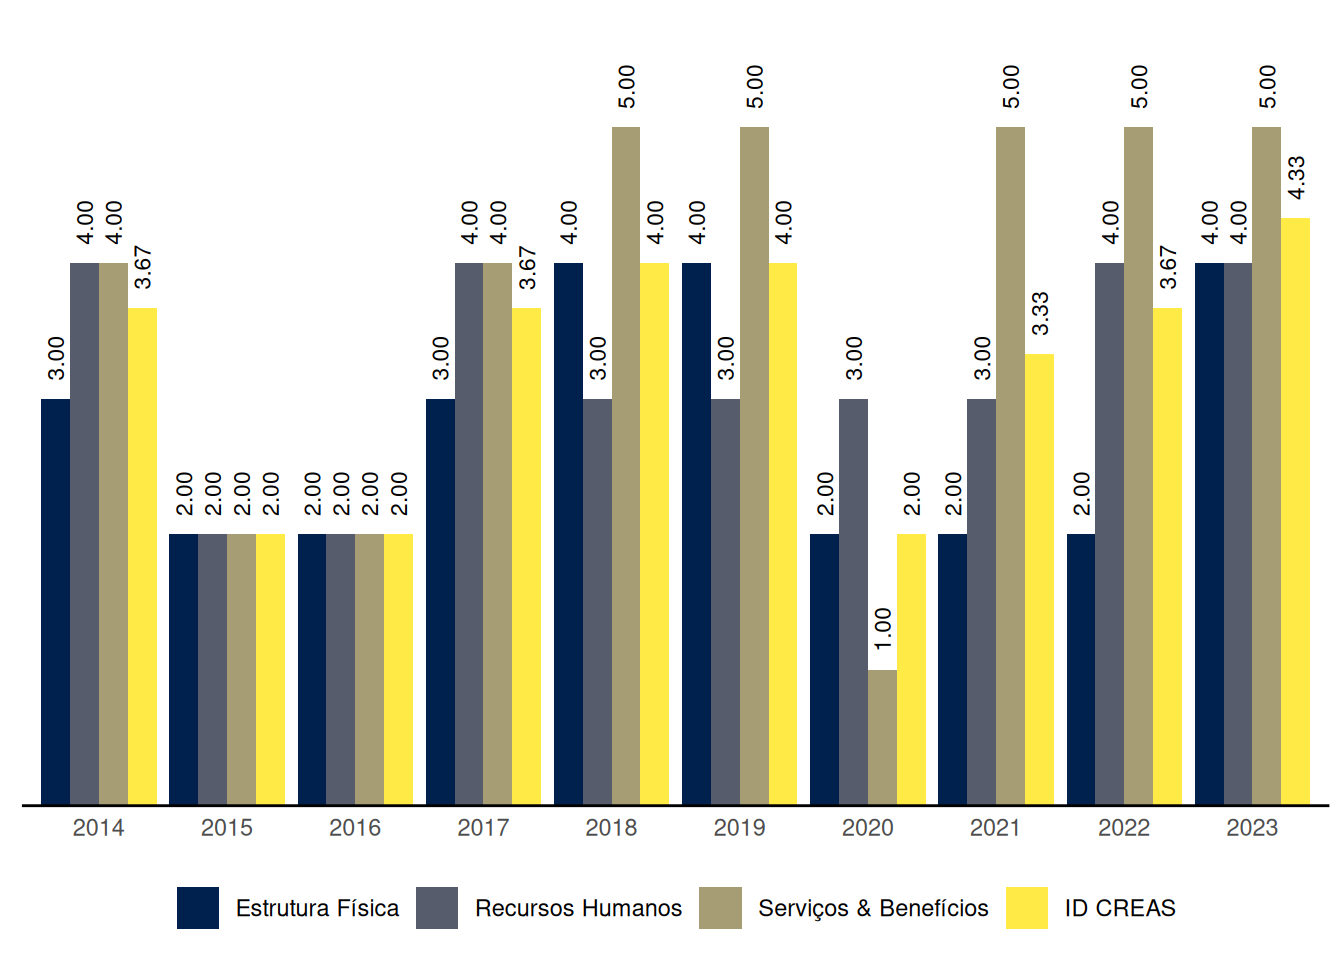 5.00 5.00 5.00 5.00 5.00
4.33
4.00 4.00 4.00 4.00 4.00 4.00 4.00 4.00 4.00 4.00 4.00
3.67 3.67 3.67
3.33
3.00 3.00 3.00 3.00 3.00 3.00
2.00 2.00 2.00 2.00 2.00 2.00 2.00 2.00 2.00 2.00 2.00 2.00
1.00
2014 2015 2016 2017 2018 2019 2020 2021 2022 2023
Estrutura Física Recursos Humanos Serviços & Benefícios ID CREAS